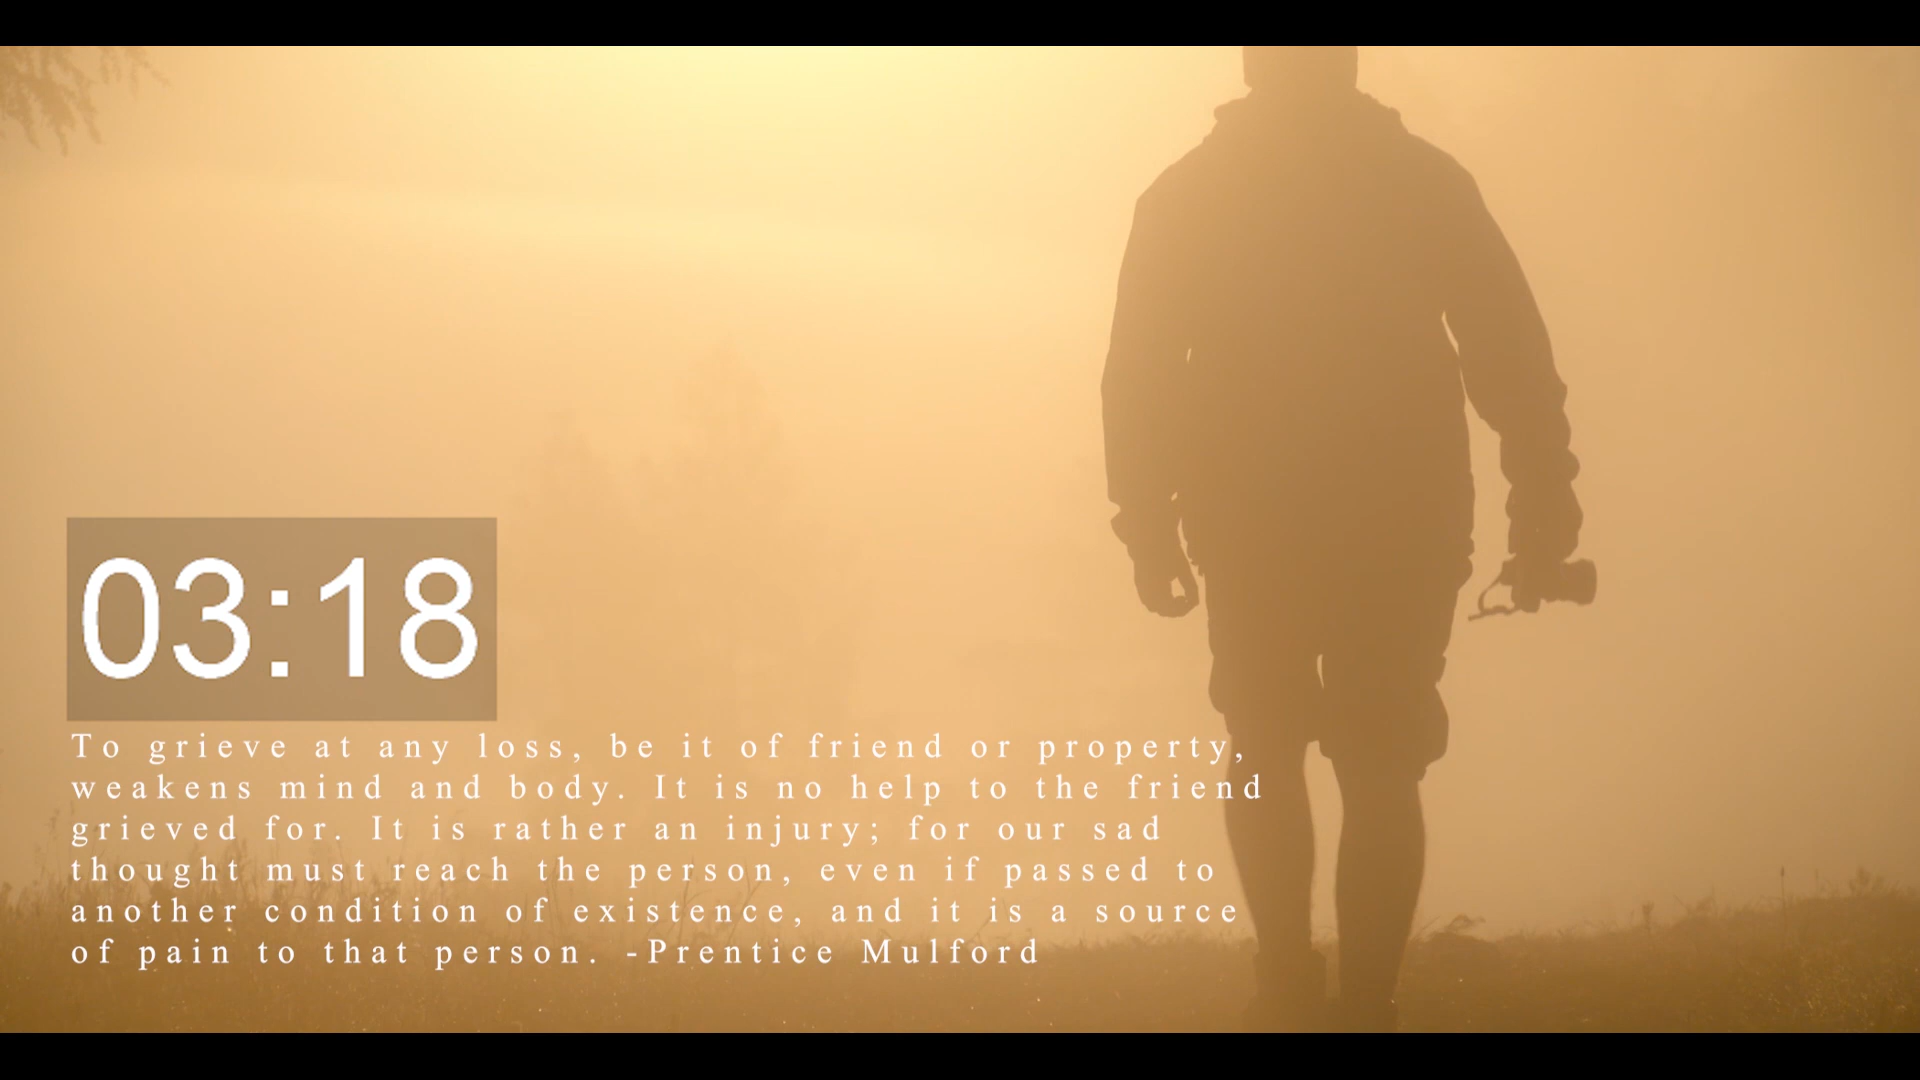 03:18
To grieve at any loss, be it of friend or property,
weakens mind and body. It is no help to the friend
grieved for. It is rather an injury; for our sad
thought must reach the person, even if passed to
another condition of existence, and it is a source
of pain to that person. -Prentice Mulford